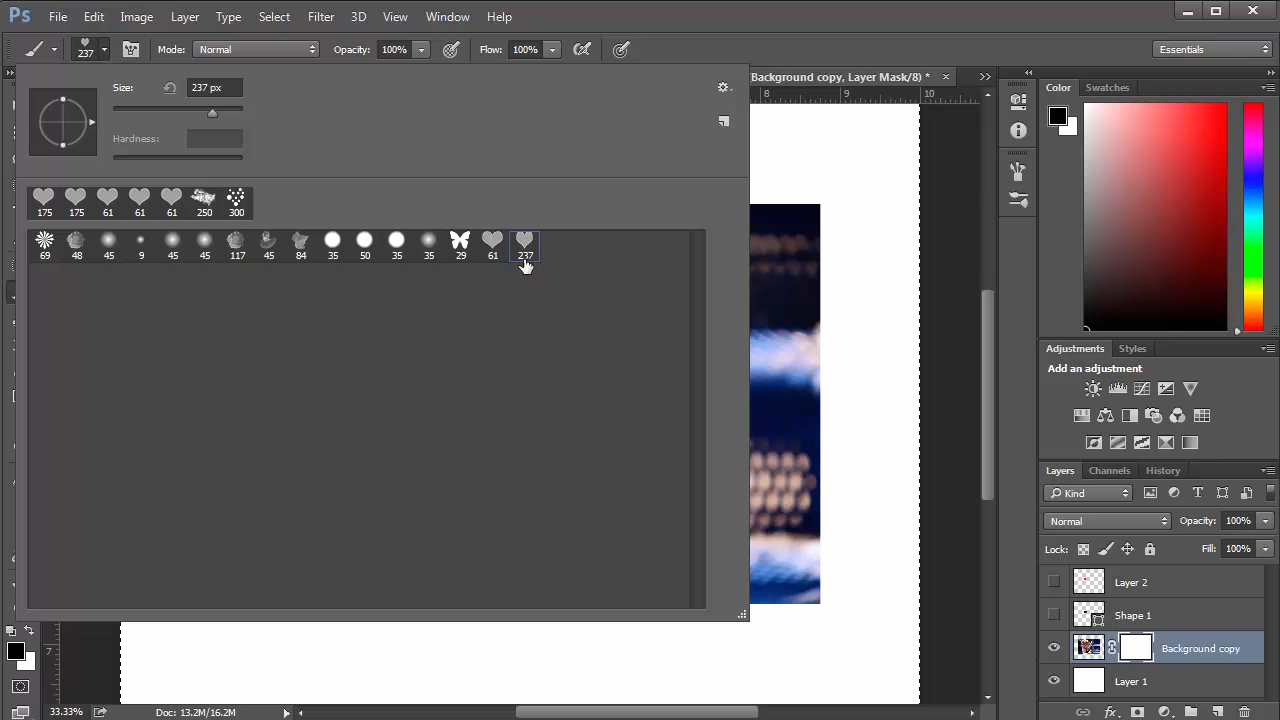 Ps File Edit Image Layer Type Select Filter 3D View Window Help
237 Mode: Normal Opacity: 100% Flow: 100% Essentials
Background copy, Layer Mask/8) * × 
Size: 237 px
Hardness:
8 9 10
175 175 61 61 61 250 300
69 48 45 9 45 45 117 45 84 35 50 35 35 29 61 237
Color Swatches
Adjustments Styles
Add an adjustment
Layers Channels History
Kind
Normal Opacity: 100%
Lock: Fill: 100%
Layer 2
Shape 1
Background copy
Layer 1
7
33.33% Doc: 13.2M/16.2M